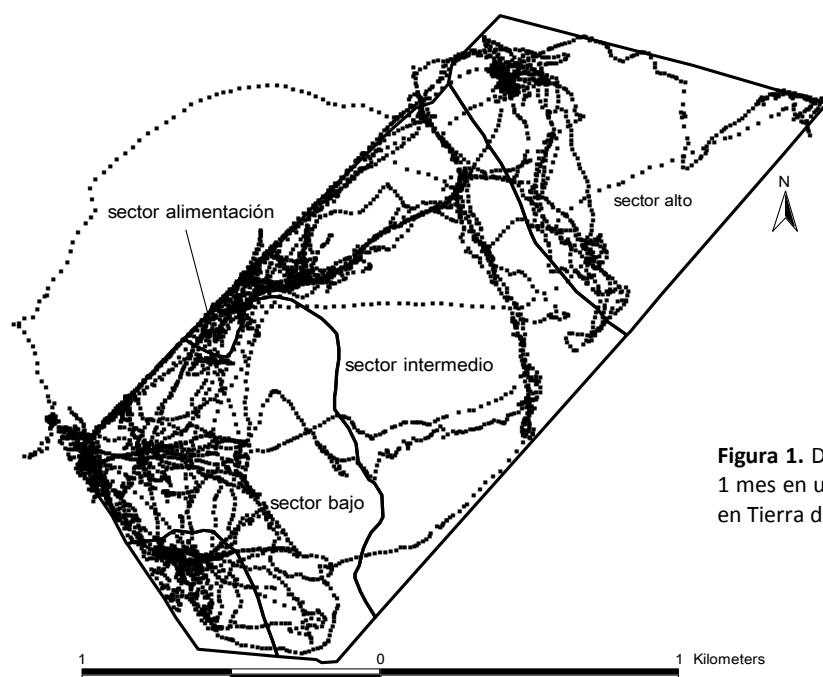 sector alimentación
sector alto
N
sector intermedio
sector bajo
Figura 1. D
1 mes en u
en Tierra d
1 0 1 Kilometers